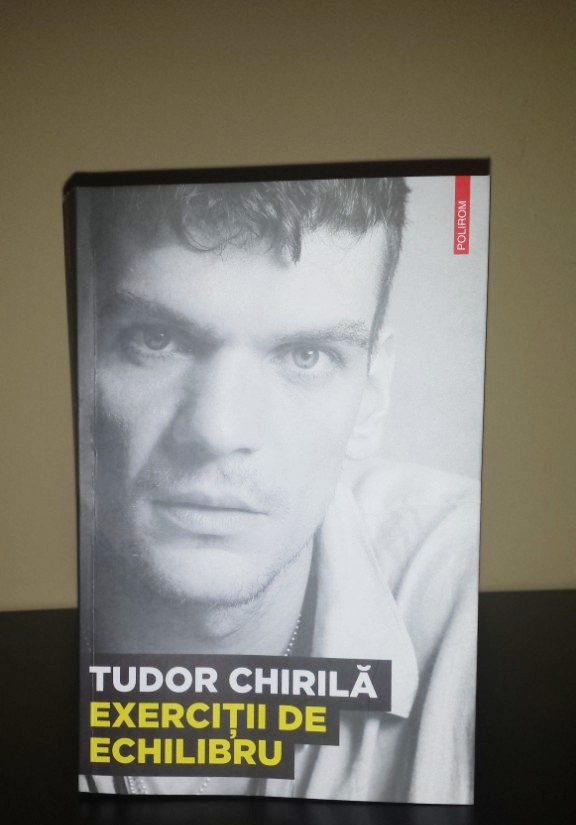 POLIROM
TUDOR CHIRILĂ
EXERCIȚII DE
ECHILIBRU